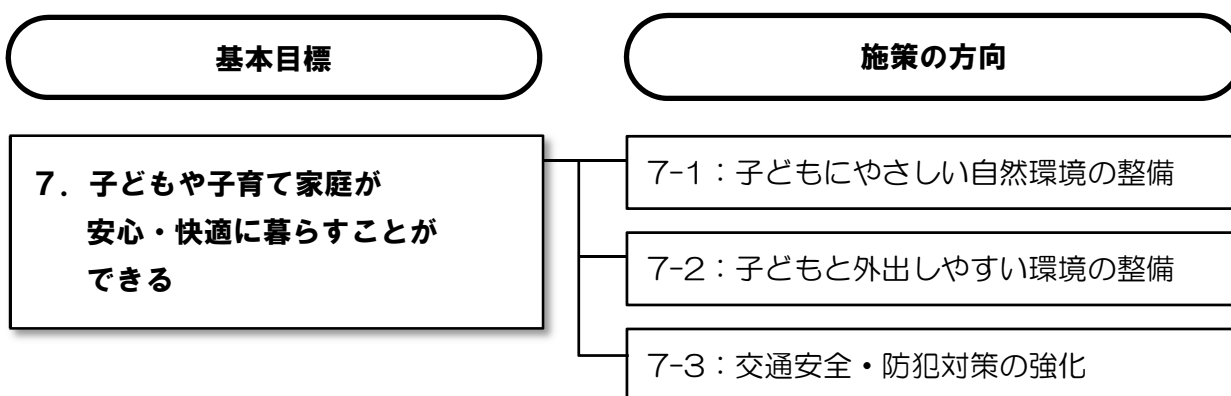 基本目標
施策の方向
7．子どもや子育て家庭が
安心・快適に暮らすことが
できる
7-1：子どもにやさしい自然環境の整備
7-2：子どもと外出しやすい環境の整備
7-3：交通安全・防犯対策の強化